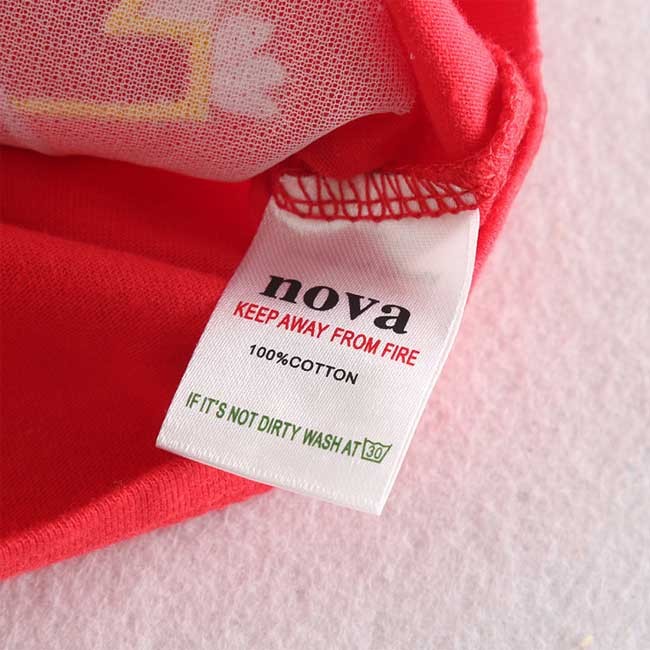 nova
KEEP AWAY FROM FIRE
100%COTTON
IF IT'S NOT DIRTY WASH AT 30